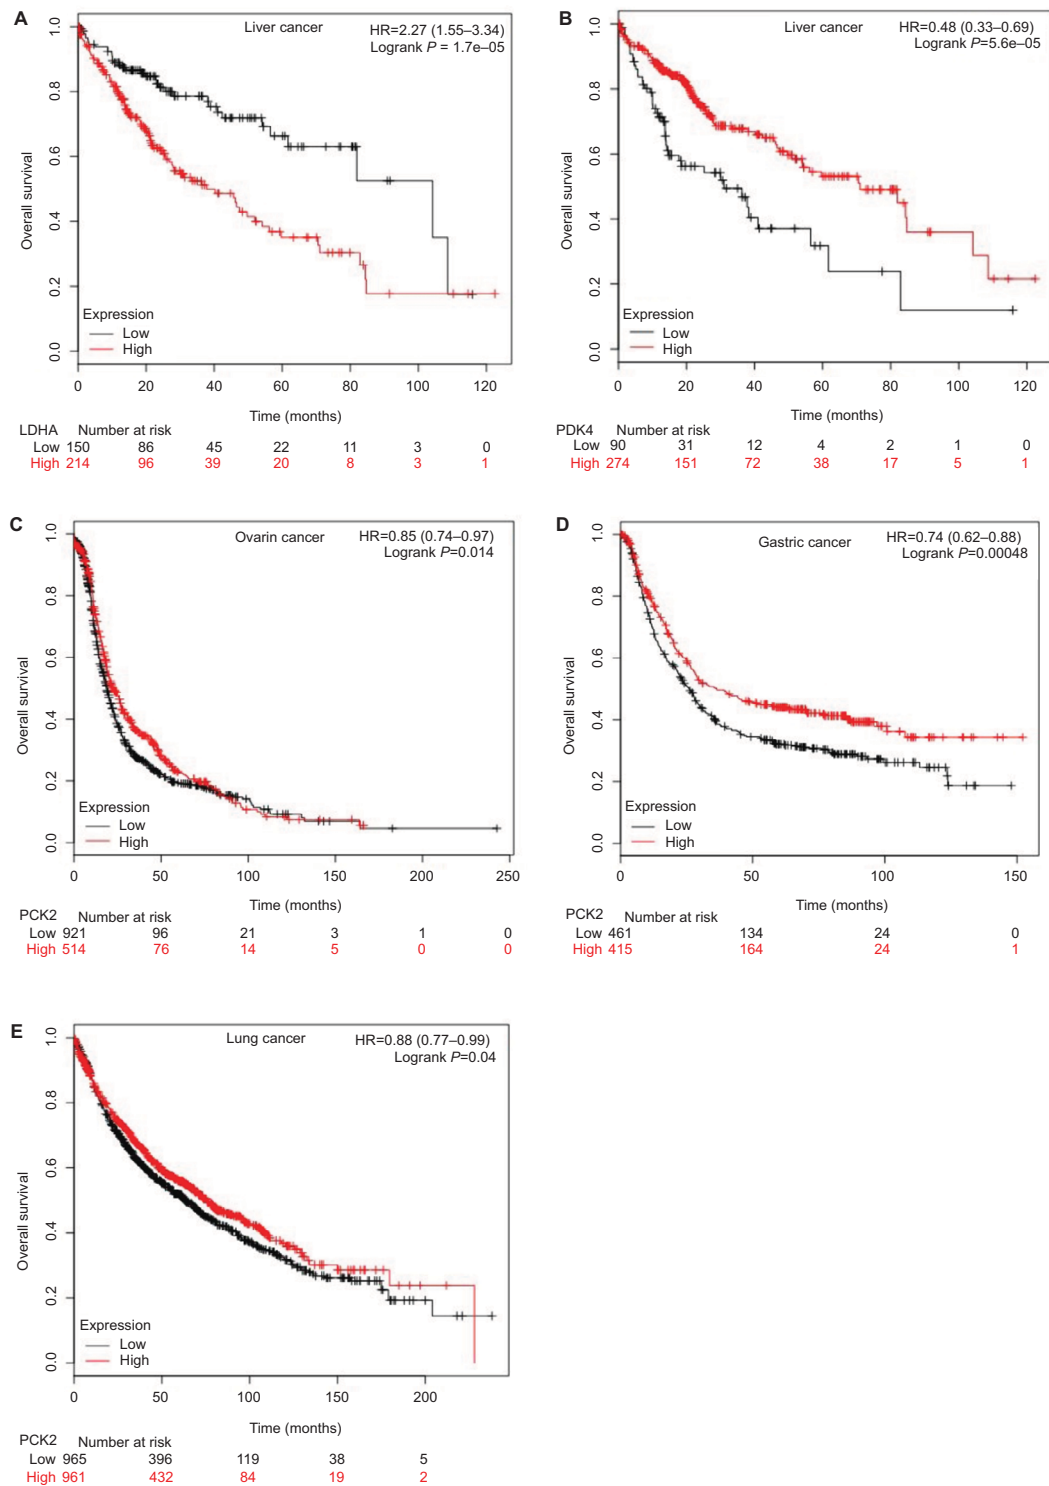 A
Liver cancer
HR=2.27 (1.55–3.34)
Logrank P = 1.7e–05
Overall survival
1.0
0.8
0.6
0.4
0.2
0.0
Expression
Low
High
0 20 40 60 80 100 120
Time (months)
LDHA Number at risk
Low 150 86 45 22 11 3 0
High 214 96 39 20 8 3 1
B
Liver cancer
HR=0.48 (0.33–0.69)
Logrank P=5.6e–05
Overall survival
1.0
0.8
0.6
0.4
0.2
0.0
Expression
Low
High
0 20 40 60 80 100 120
Time (months)
PDK4 Number at risk
Low 90 31 12 4 2 1 0
High 274 151 72 38 17 5 1
C
Ovarin cancer
HR=0.85 (0.74–0.97)
Logrank P=0.014
Overall survival
1.0
0.8
0.6
0.4
0.2
0.0
Expression
Low
High
0 50 100 150 200 250
Time (months)
PCK2 Number at risk
Low 921 96 21 3 1 0
High 514 76 14 5 0 0
D
Gastric cancer
HR=0.74 (0.62–0.88)
Logrank P=0.00048
Overall survival
1.0
0.8
0.6
0.4
0.2
0.0
Expression
Low
High
0 50 100 150
Time (months)
PCK2 Number at risk
Low 461 134 24 0
High 415 164 24 1
E
Lung cancer
HR=0.88 (0.77–0.99)
Logrank P=0.04
Overall survival
1.0
0.8
0.6
0.4
0.2
0.0
Expression
Low
High
0 50 100 150 200
Time (months)
PCK2 Number at risk
Low 965 396 119 38 5
High 961 432 84 19 2